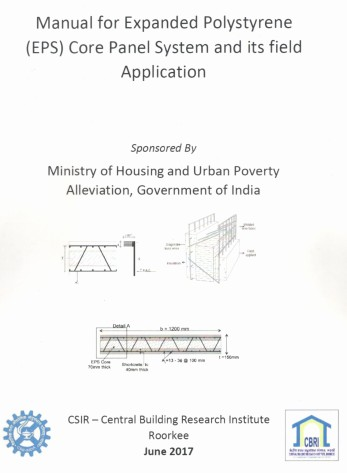 Manual for Expanded Polystyrene
(EPS) Core Panel System and its field
Application
Sponsored By
Ministry of Housing and Urban Poverty
Alleviation, Government of India
Detail A
b = 1200 mm
EPS Core
70mm thick
Shotcrete
40mm thick
@ 100 mm
CSIR – Central Building Research Institute
Roorkee
June 2017
CBRI